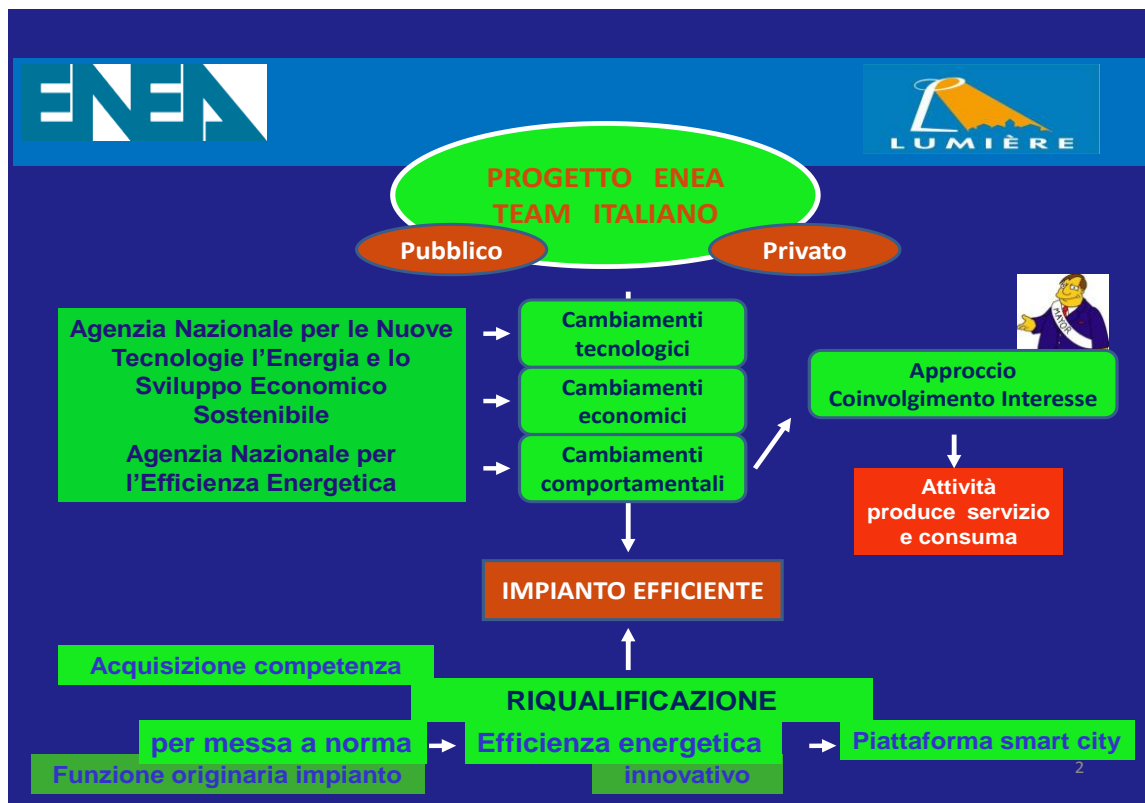 ENEA
LUMIÈRE
PROGETTO ENEA
TEAM ITALIANO
Pubblico
Privato
Agenzia Nazionale per le Nuove
Tecnologie l’Energia e lo
Sviluppo Economico
Sostenibile
Agenzia Nazionale per
l’Efficienza Energetica
Cambiamenti
tecnologici
Cambiamenti
economici
Cambiamenti
comportamentali
MAYOR
Approccio
Coinvolgimento Interesse
Attività
produce servizio
e consuma
IMPIANTO EFFICIENTE
Acquisizione competenza
RIQUALIFICAZIONE
per messa a norma
Efficienza energetica
Piattaforma smart city
Funzione originaria impianto
innovativo
2